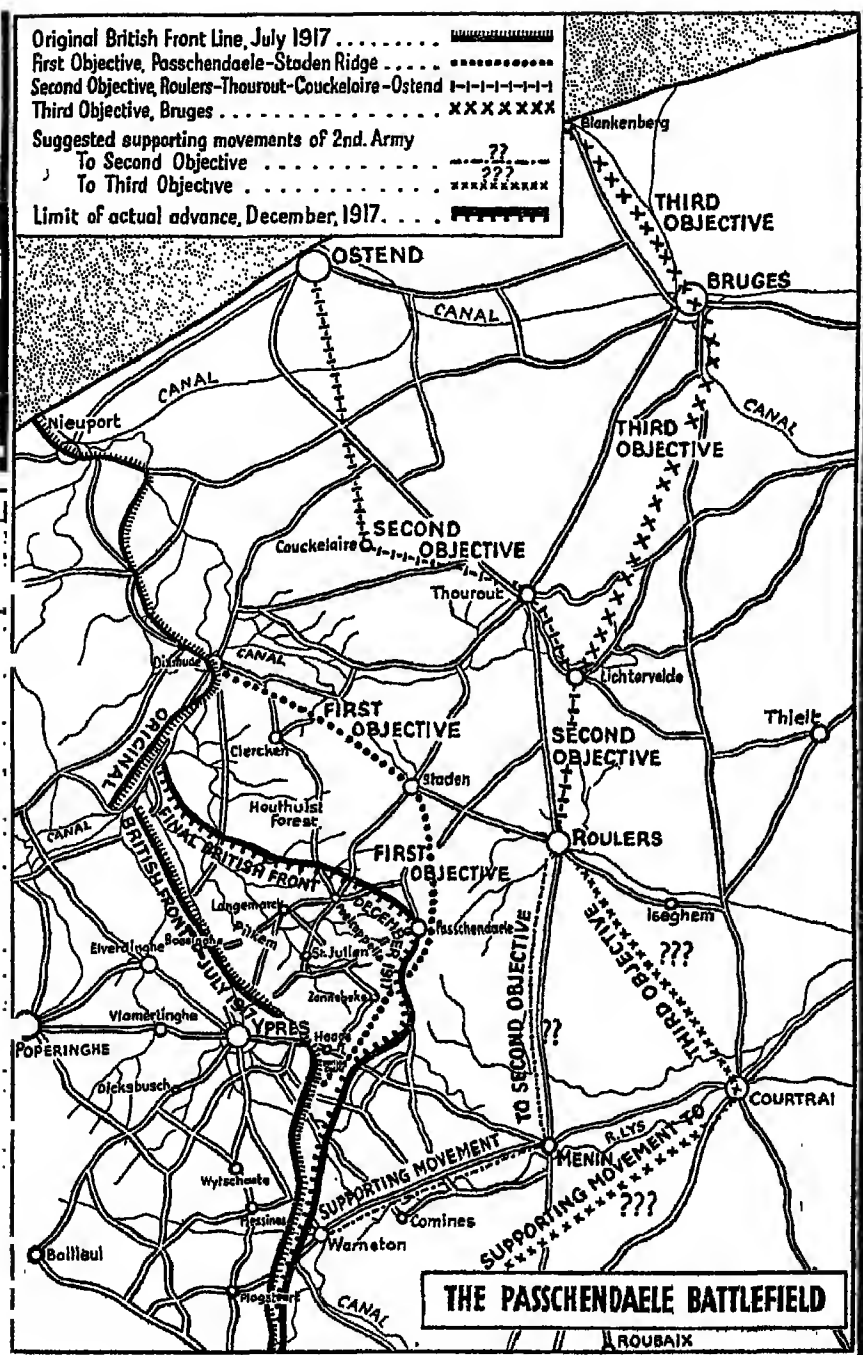 Original British Front Line, July 1917 ........
First Objective, Passchendaele-Staden Ridge .....
Second Objective, Roulers-Thourout-Couckelaire-Ostend
Third Objective, Bruges ...............
Suggested supporting movements of 2nd. Army
To Second Objective ............. ??
To Third Objective .............. ???
Limit of actual advance, December, 1917....
Blankenberg
THIRD
OBJECTIVE
OSTEND
BRUGES
CANAL
CANAL
CANAL
Nieuport
THIRD
OBJECTIVE
Couckelaire
SECOND
OBJECTIVE
Thourout
Dixmude
CANAL
Lichtervelde
ORIGINAL
FIRST
OBJECTIVE
Clercken
SECOND
OBJECTIVE
Thielt
Staden
Houthulst
Forest
CANAL
BRITISH FRONT JULY 1917
FINAL BRITISH FRONT
DECEMBER 1917
FIRST
OBJECTIVE
ROULERS
Iseghem
Langemarck
Pilkem
Boesinghe
Poelcappelle
Passchendaele
Elverdinghe
St. Julien
Zonnebeke
Vlamertinghe
YPRES
Hooge
POPERINGHE
TO SECOND OBJECTIVE
??
THIRD OBJECTIVE
???
Dickebusch
COURTRAI
R. LYS
MENIN
Wytschaete
SUPPORTING MOVEMENT
SUPPORTING MOVEMENT TO
???
Messines
Comines
Warneton
Bailleul
Plogsteert
CANAL
THE PASSCHENDAELE BATTLEFIELD
ROUBAIX